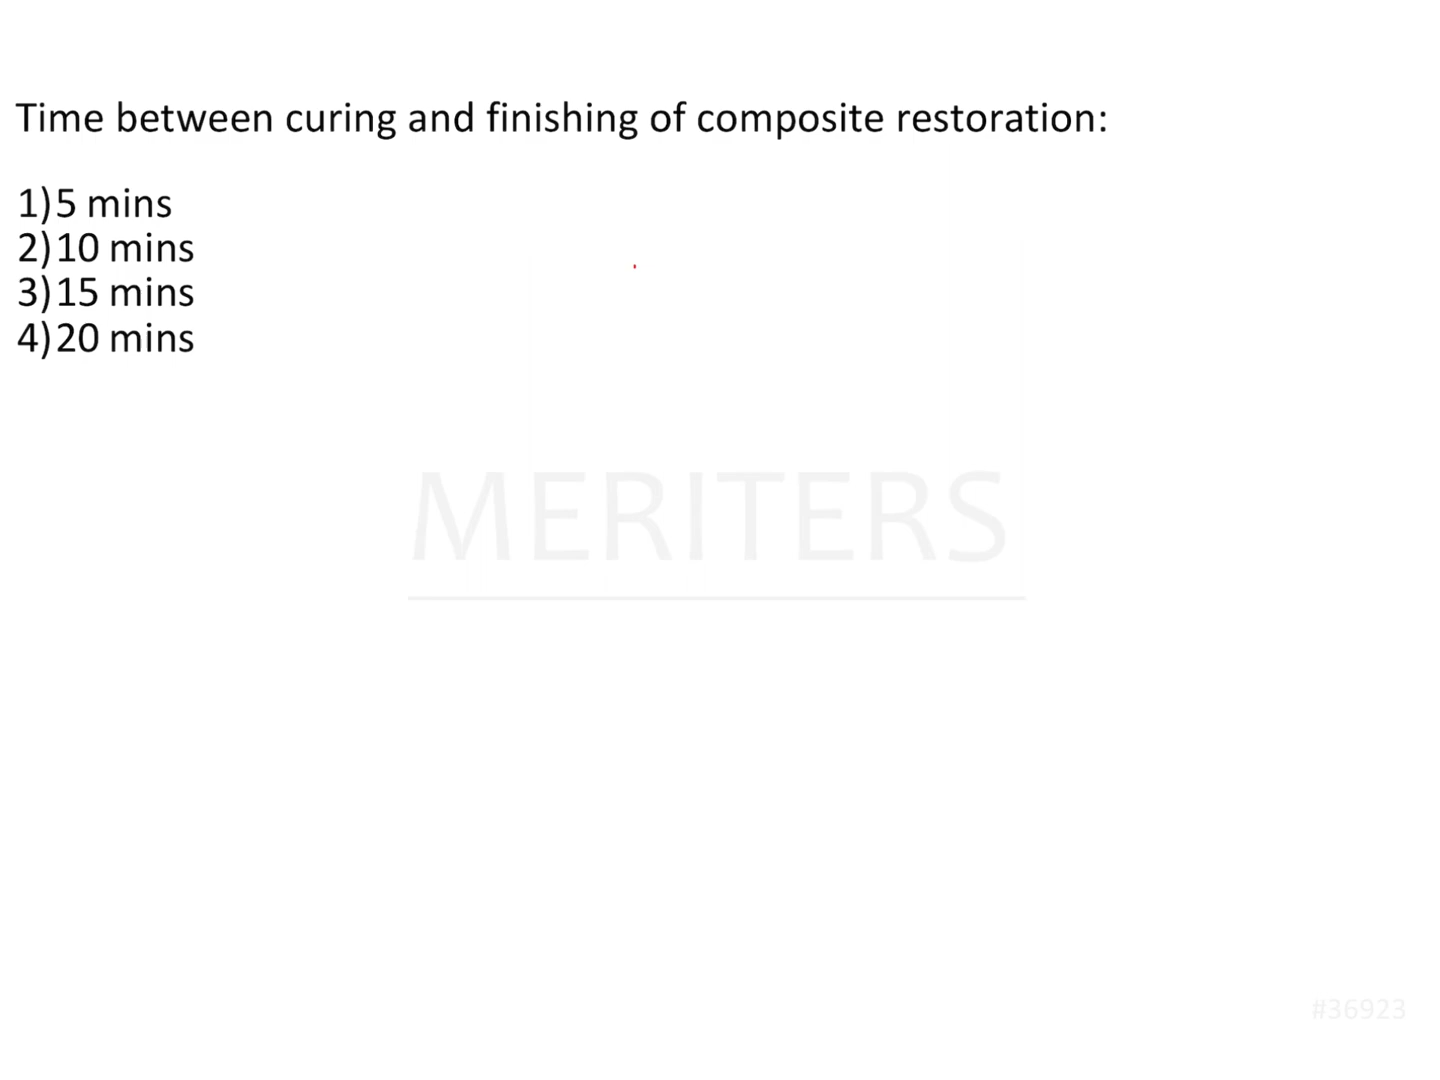 Time between curing and finishing of composite restoration:
1)5 mins
2)10 mins
3)15 mins
4)20 mins
MERITERS
#36923